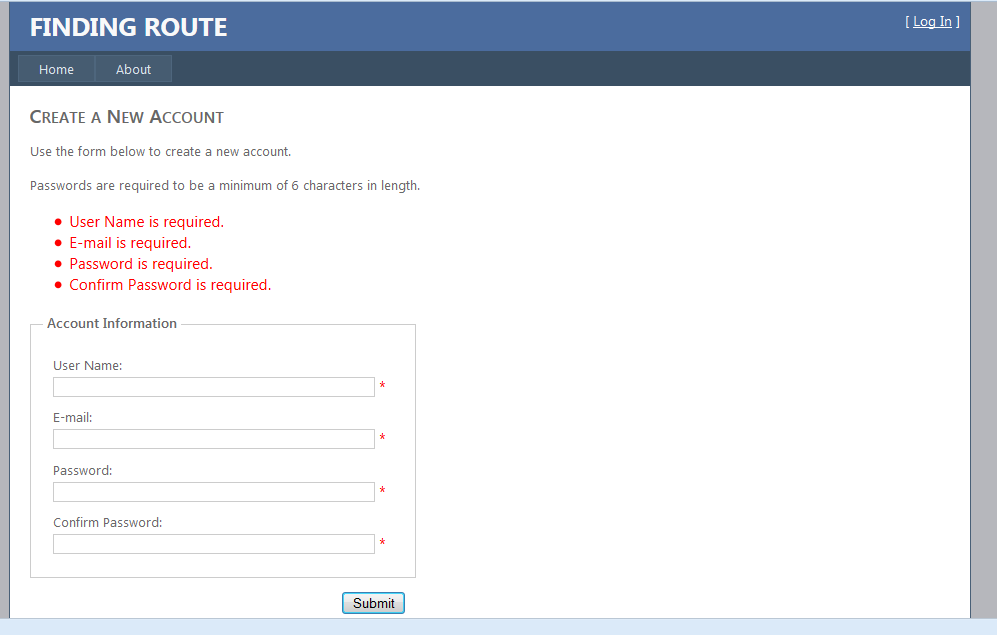 FINDING ROUTE
[ Log In ]
Home
About
CREATE A NEW ACCOUNT
Use the form below to create a new account.
Passwords are required to be a minimum of 6 characters in length.
• User Name is required.
• E-mail is required.
• Password is required.
• Confirm Password is required.
Account Information
User Name:
*
E-mail:
*
Password:
*
Confirm Password:
*
Submit